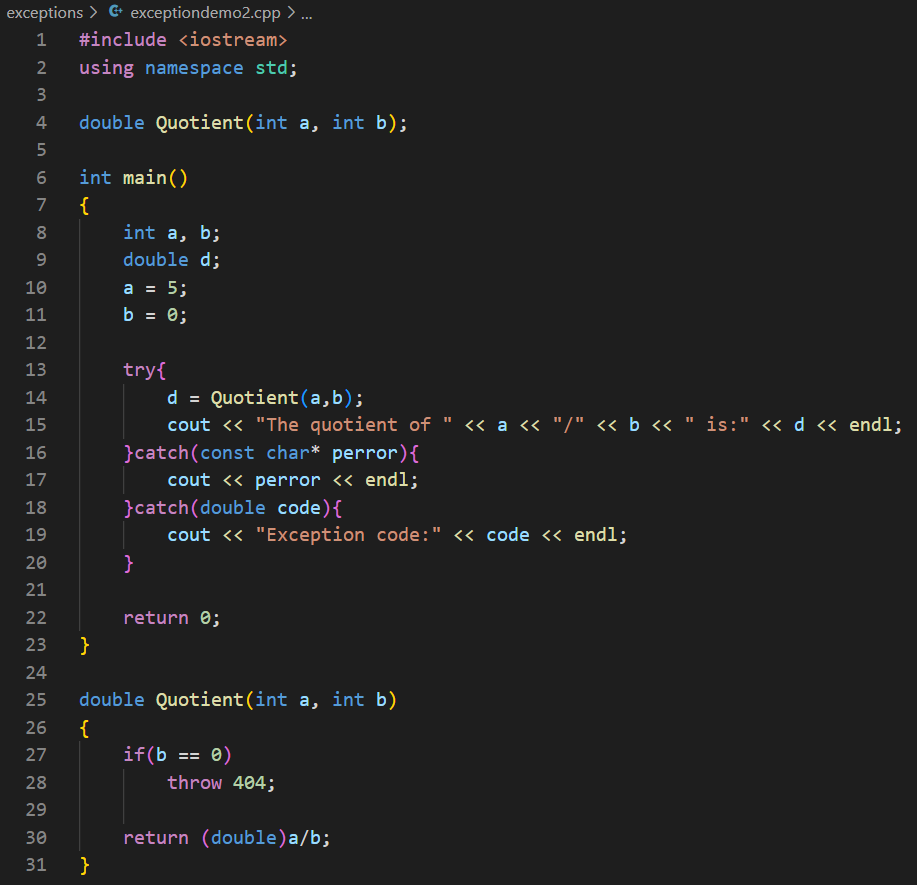 exceptions > exceptiondemo2.cpp > ...
1 #include <iostream>
2 using namespace std;
3
4 double Quotient(int a, int b);
5
6 int main()
7 {
8     int a, b;
9     double d;
10     a = 5;
11     b = 0;
12
13     try{
14         d = Quotient(a,b);
15         cout << "The quotient of " << a << "/" << b << " is:" << d << endl;
16     }catch(const char* perror){
17         cout << perror << endl;
18     }catch(double code){
19         cout << "Exception code:" << code << endl;
20     }
21
22     return 0;
23 }
24
25 double Quotient(int a, int b)
26 {
27     if(b == 0)
28         throw 404;
29
30     return (double)a/b;
31 }